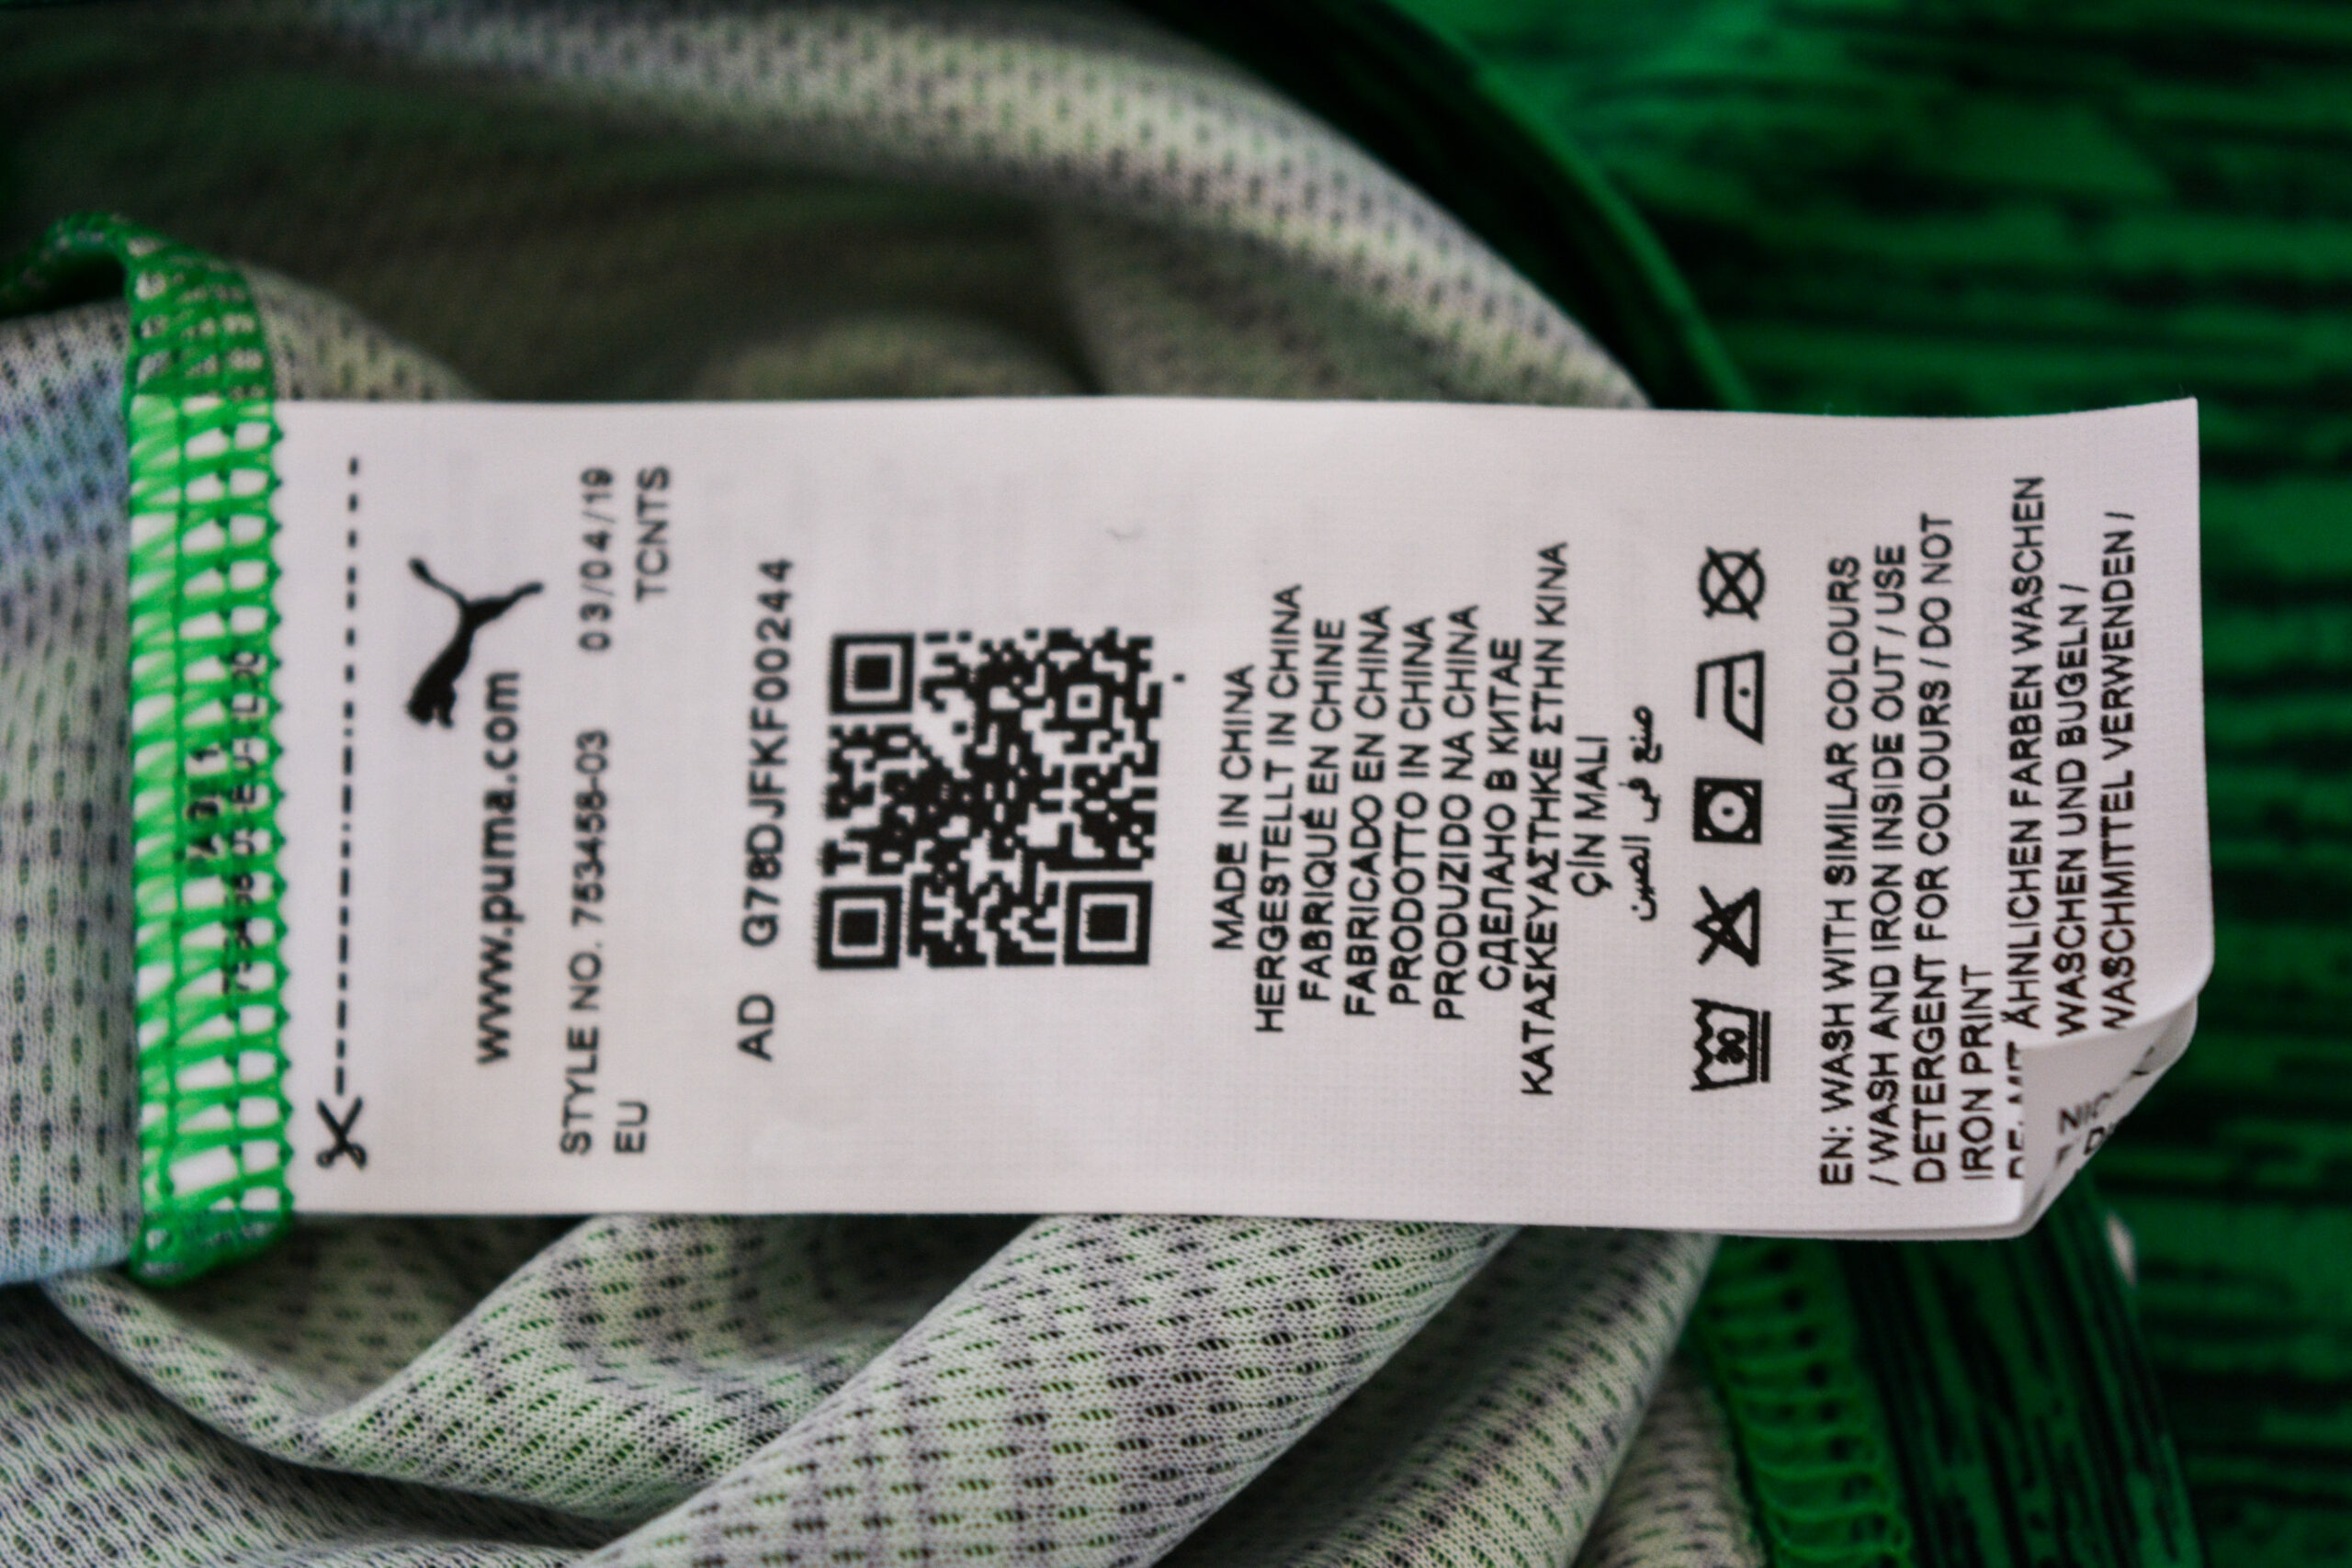 www.puma.com
STYLE NO. 753458-03 03/04/19
EU TCNTS
AD G78DJFKF00244
MADE IN CHINA
HERGESTELLT IN CHINA
FABRIQUÉ EN CHINE
FABRICADO EN CHINA
PRODOTTO IN CHINA
PRODUZIDO NA CHINA
СДЕЛАНО В КИТАЕ
ΚΑΤΑΣΚΕΥΑΣΤΗΚΕ ΣΤΗΝ ΚΙΝΑ
ÇİN MALI
صنع في الصين
30
EN: WASH WITH SIMILAR COLOURS
/ WASH AND IRON INSIDE OUT / USE
DETERGENT FOR COLOURS / DO NOT
IRON PRINT
ÄHNLICHEN FARBEN WASCHEN
WASCHEN UND BÜGELN /
WASCHMITTEL VERWENDEN /